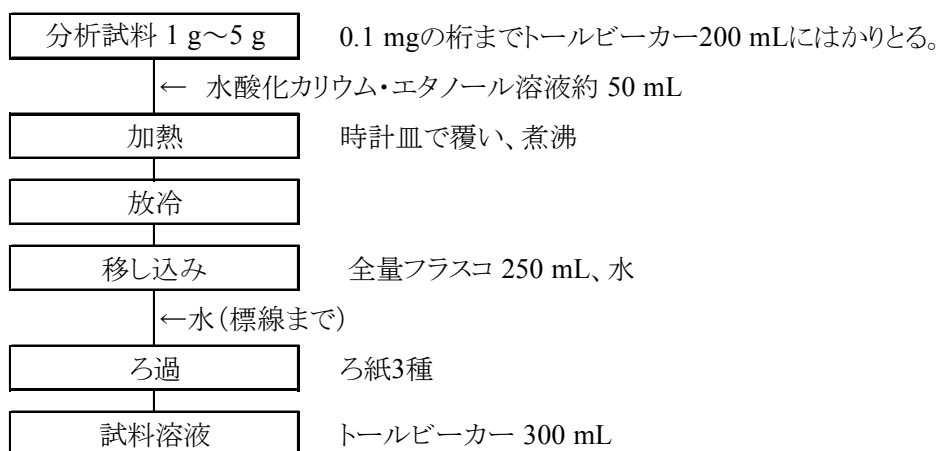 分析試料 1 g～5 g 0.1 mgの桁までトールビーカー200 mLにはかりとる。
← 水酸化カリウム・エタノール溶液約 50 mL
加熱 時計皿で覆い、煮沸
放冷
移し込み 全量フラスコ 250 mL、水
←水(標線まで)
ろ過 ろ紙3種
試料溶液 トールビーカー 300 mL